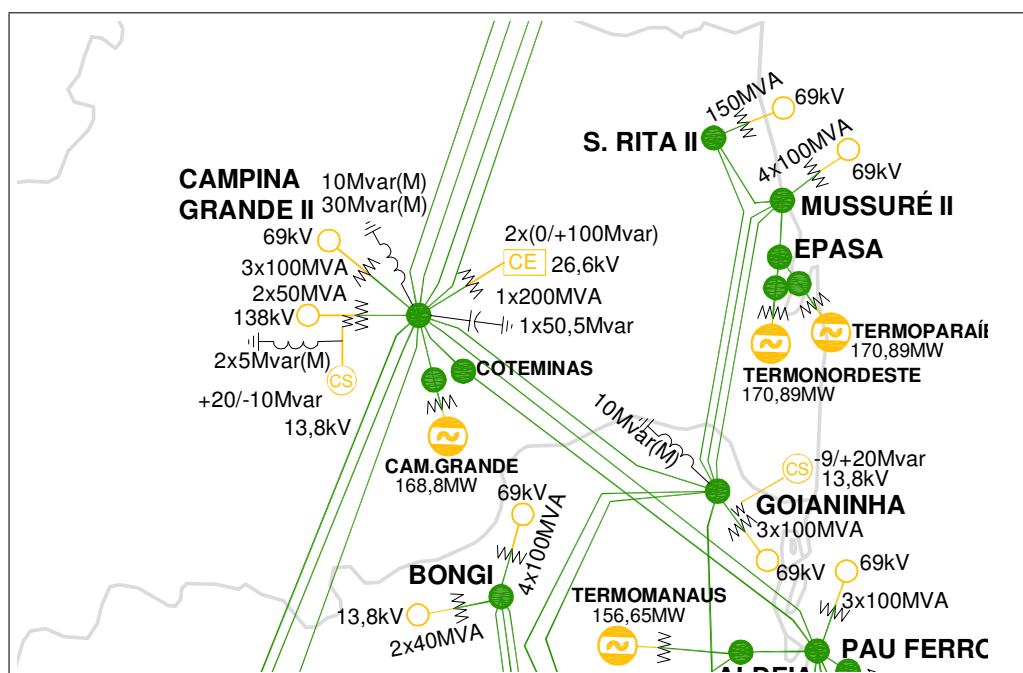 150MVA
69kV
S. RITA II
4x100MVA
69kV
MUSSURÉ II
EPASA
CAMPINA
GRANDE II
10Mvar(M)
30Mvar(M)
69kV
3x100MVA
2x50MVA
138kV
2x5Mvar(M)
CS
+20/-10Mvar
13,8kV
2x(0/+100Mvar)
CE
26,6kV
1x200MVA
1x50,5Mvar
COTEMINAS
CAM.GRANDE
168,8MW
TERMOPARAÍ
170,89MW
TERMONORDESTE
170,89MW
10Mvar(M)
CS
-9/+20Mvar
13,8kV
GOIANINHA
3x100MVA
69kV
69kV
3x100MVA
69kV
4x100MVA
BONGI
13,8kV
2x40MVA
TERMOMANAUS
156,65MW
PAU FERRO
ALDEIA